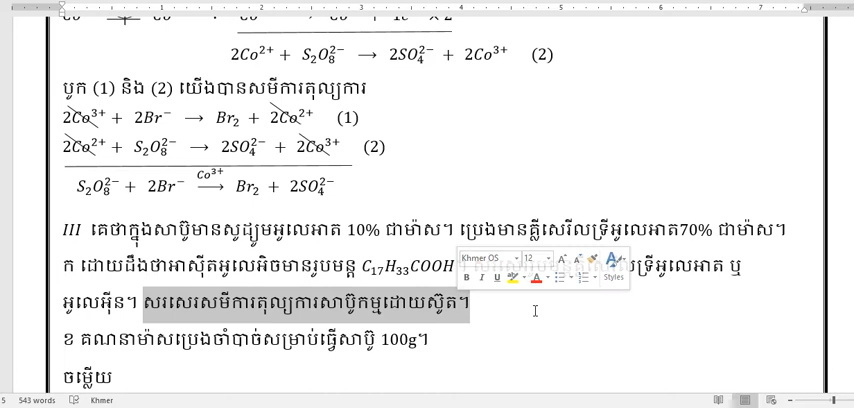 2Co²⁺ + S₂O₈²⁻ → 2SO₄²⁻ + 2Co³⁺ (2)
បូក (1) និង (2) យើងបានសមីការតុល្យការ
2Co³⁺ + 2Br⁻ → Br₂ + 2Co²⁺ (1)
2Co²⁺ + S₂O₈²⁻ → 2SO₄²⁻ + 2Co³⁺ (2)
Co³⁺
S₂O₈²⁻ + 2Br⁻ → Br₂ + 2SO₄²⁻
III គេថាក្នុងសាប៊ូមានសូដ្យូមអូលេអាត 10% ជាម៉ាស។ ប្រេងមានគ្លីសេរីលទ្រីអូលេអាត70% ជាម៉ាស។
Khmer OS 12
ក ដោយដឹងថាអាស៊ីតអូលេអិចមានរូបមន្ត C₁₇H₃₃COOH ទ្រីអូលេអាត ឬ
B I U A Styles
អូលេអ៊ីន។ សរសេរសមីការតុល្យការសាប៊ូកម្មដោយស៊ូត។
ខ គណនាម៉ាសប្រេងចាំបាច់សម្រាប់ធ្វើសាប៊ូ 100g។
ចម្លើយ
5 543 words Khmer